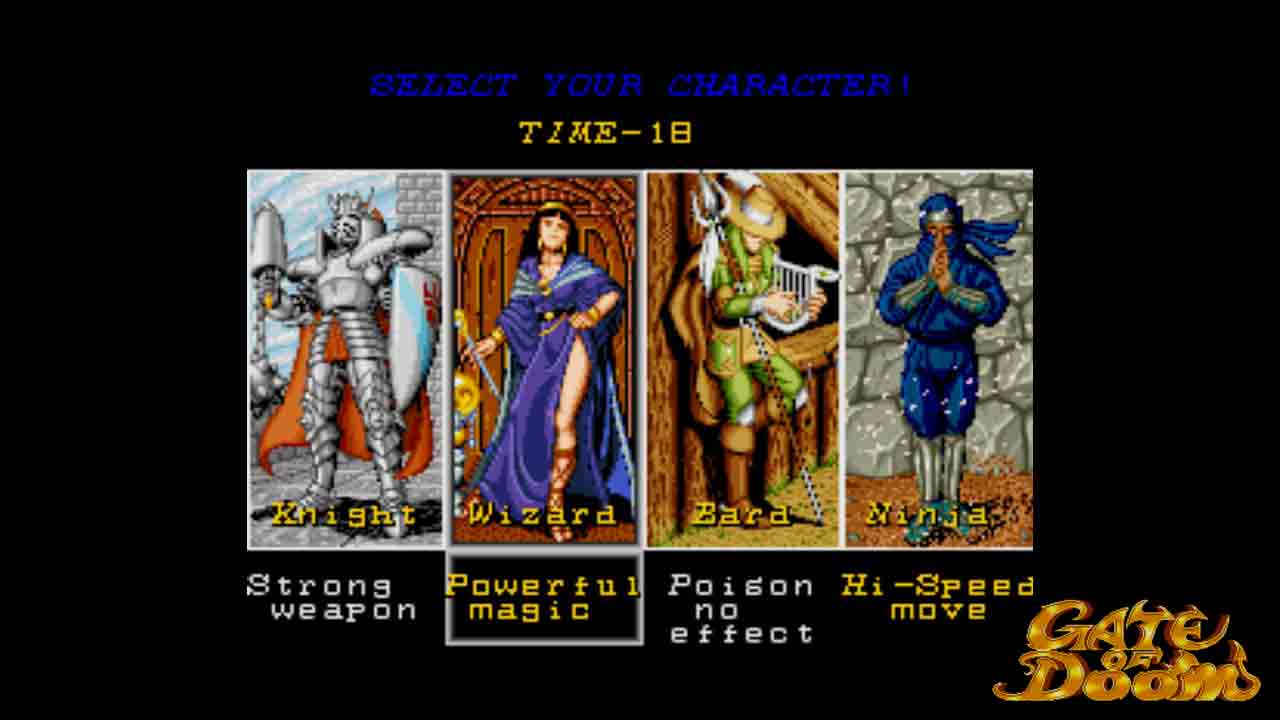 SELECT YOUR CHARACTER!
TIME-18
Knight Wizard Bard Ninja
Strong Powerful Poison Hi-Speed
weapon magic no move
effect
GATE
OF
DOOM